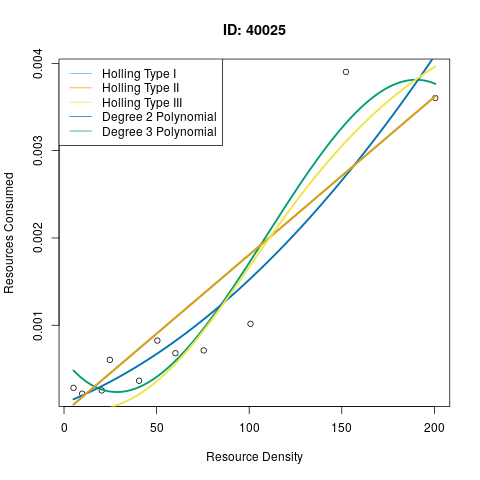 ID: 40025
Holling Type I
Holling Type II
Holling Type III
Degree 2 Polynomial
Degree 3 Polynomial
Resources Consumed
0.004
0.003
0.002
0.001
0 50 100 150 200
Resource Density